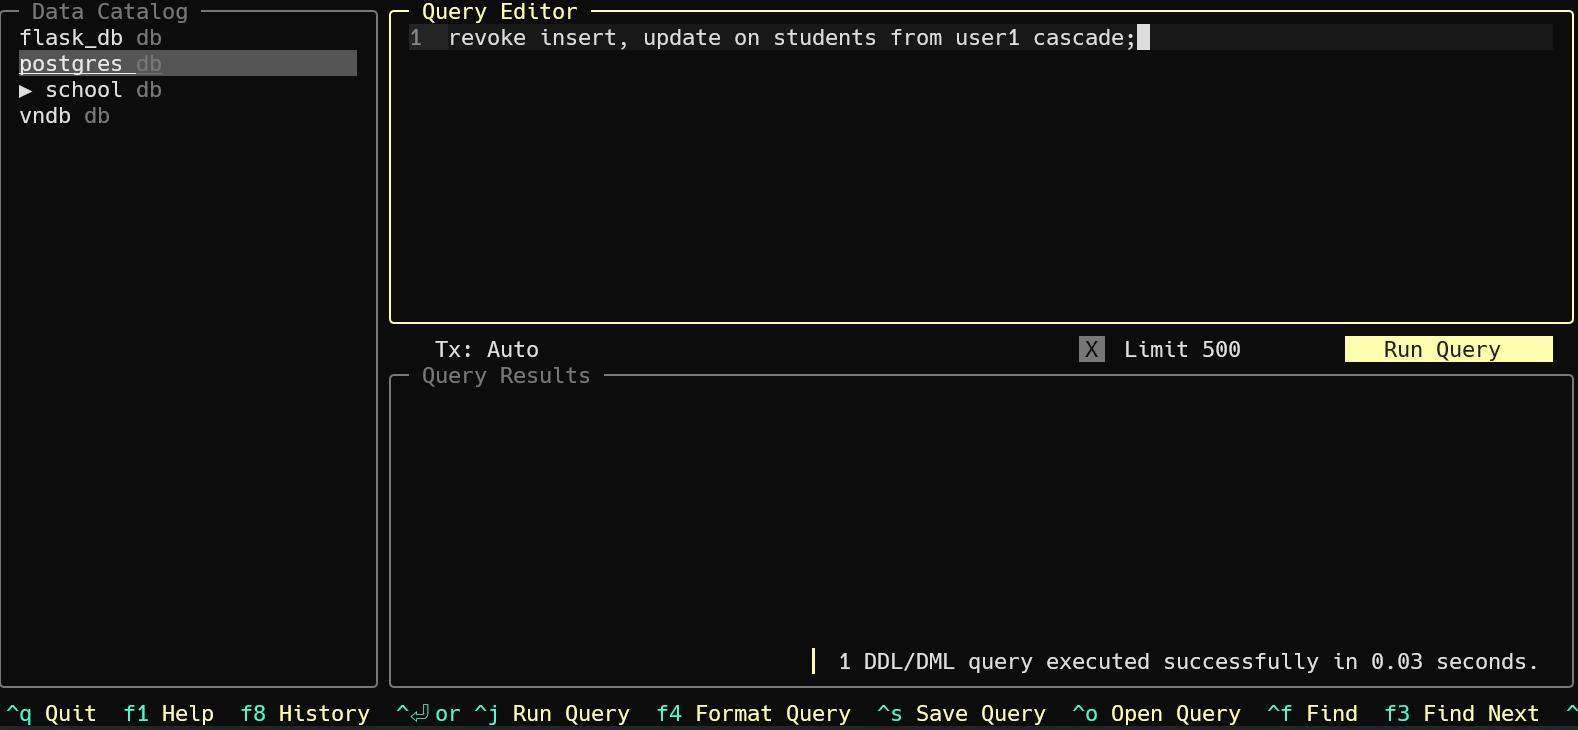 Data Catalog
flask_db db
postgres db
▶ school db
vndb db
Query Editor
1 revoke insert, update on students from user1 cascade;
Tx: Auto
X Limit 500
Run Query
Query Results
1 DDL/DML query executed successfully in 0.03 seconds.
^q Quit f1 Help f8 History ^⏎ or ^j Run Query f4 Format Query ^s Save Query ^o Open Query ^f Find f3 Find Next ^